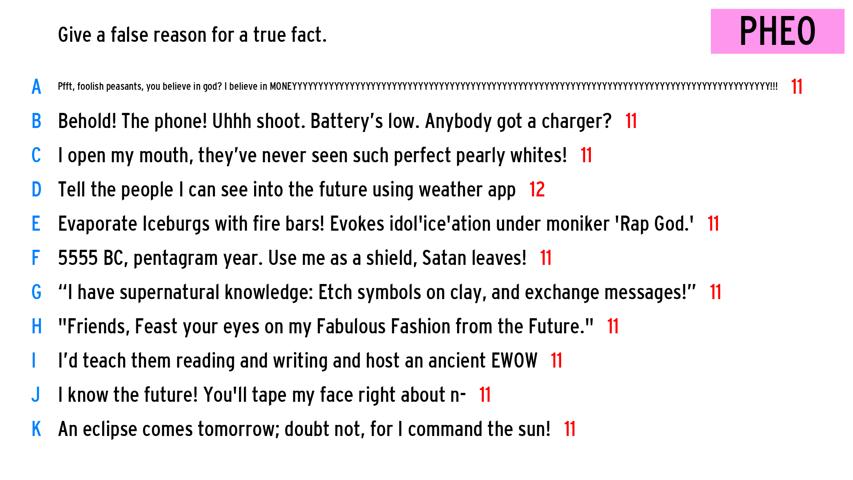 Give a false reason for a true fact.
PHEO
A Pfft, foolish peasants, you believe in god? I believe in MONEYYYYYYYYYYYYYYYYYYYYYYYYYYYYYYYYYYYYYYYYYYYYYYYYYYYYYYYYYYYYYYYYYYYYYYYYYYYYYYYYYYYYYYYYYYYYYY!!! 11
B Behold! The phone! Uhhh shoot. Battery’s low. Anybody got a charger? 11
C I open my mouth, they’ve never seen such perfect pearly whites! 11
D Tell the people I can see into the future using weather app 12
E Evaporate Iceburgs with fire bars! Evokes idol'ice'ation under moniker 'Rap God.' 11
F 5555 BC, pentagram year. Use me as a shield, Satan leaves! 11
G “I have supernatural knowledge: Etch symbols on clay, and exchange messages!” 11
H "Friends, Feast your eyes on my Fabulous Fashion from the Future." 11
I I’d teach them reading and writing and host an ancient EWOW 11
J I know the future! You'll tape my face right about n- 11
K An eclipse comes tomorrow; doubt not, for I command the sun! 11